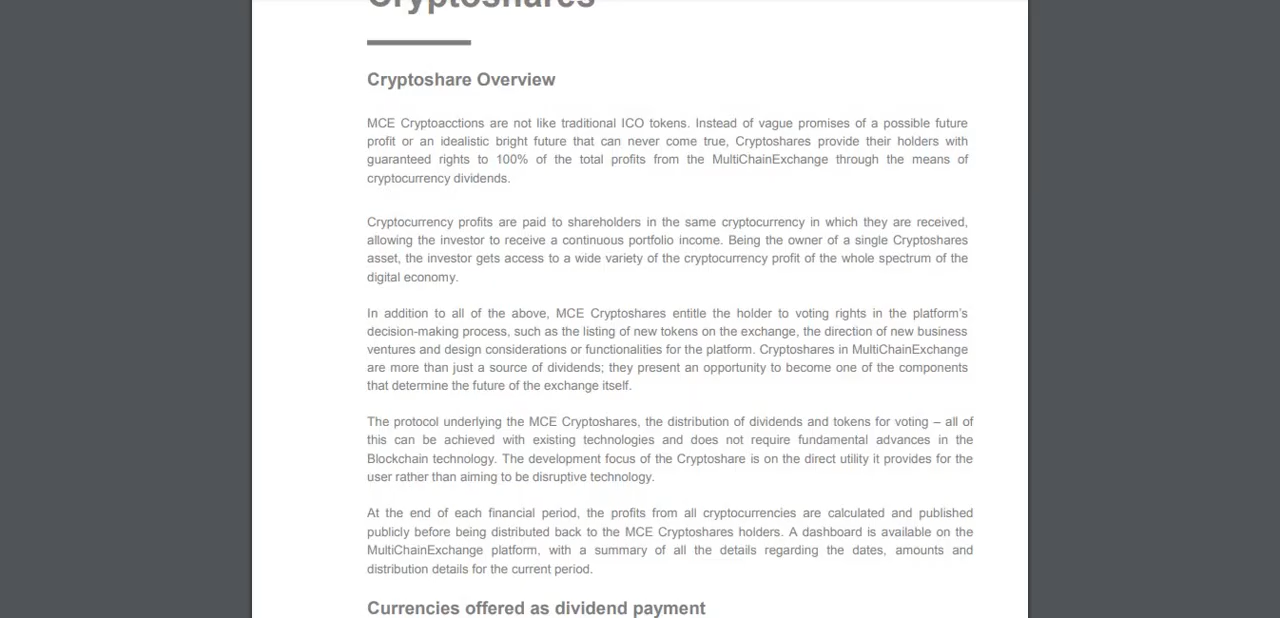 Cryptoshares
Cryptoshare Overview
MCE Cryptoacctions are not like traditional ICO tokens. Instead of vague promises of a possible future
profit or an idealistic bright future that can never come true, Cryptoshares provide their holders with
guaranteed rights to 100% of the total profits from the MultiChainExchange through the means of
cryptocurrency dividends.
Cryptocurrency profits are paid to shareholders in the same cryptocurrency in which they are received,
allowing the investor to receive a continuous portfolio income. Being the owner of a single Cryptoshares
asset, the investor gets access to a wide variety of the cryptocurrency profit of the whole spectrum of the
digital economy.
In addition to all of the above, MCE Cryptoshares entitle the holder to voting rights in the platform's
decision-making process, such as the listing of new tokens on the exchange, the direction of new business
ventures and design considerations or functionalities for the platform. Cryptoshares in MultiChainExchange
are more than just a source of dividends; they present an opportunity to become one of the components
that determine the future of the exchange itself.
The protocol underlying the MCE Cryptoshares, the distribution of dividends and tokens for voting – all of
this can be achieved with existing technologies and does not require fundamental advances in the
Blockchain technology. The development focus of the Cryptoshare is on the direct utility it provides for the
user rather than aiming to be disruptive technology.
At the end of each financial period, the profits from all cryptocurrencies are calculated and published
publicly before being distributed back to the MCE Cryptoshares holders. A dashboard is available on the
MultiChainExchange platform, with a summary of all the details regarding the dates, amounts and
distribution details for the current period.
Currencies offered as dividend payment